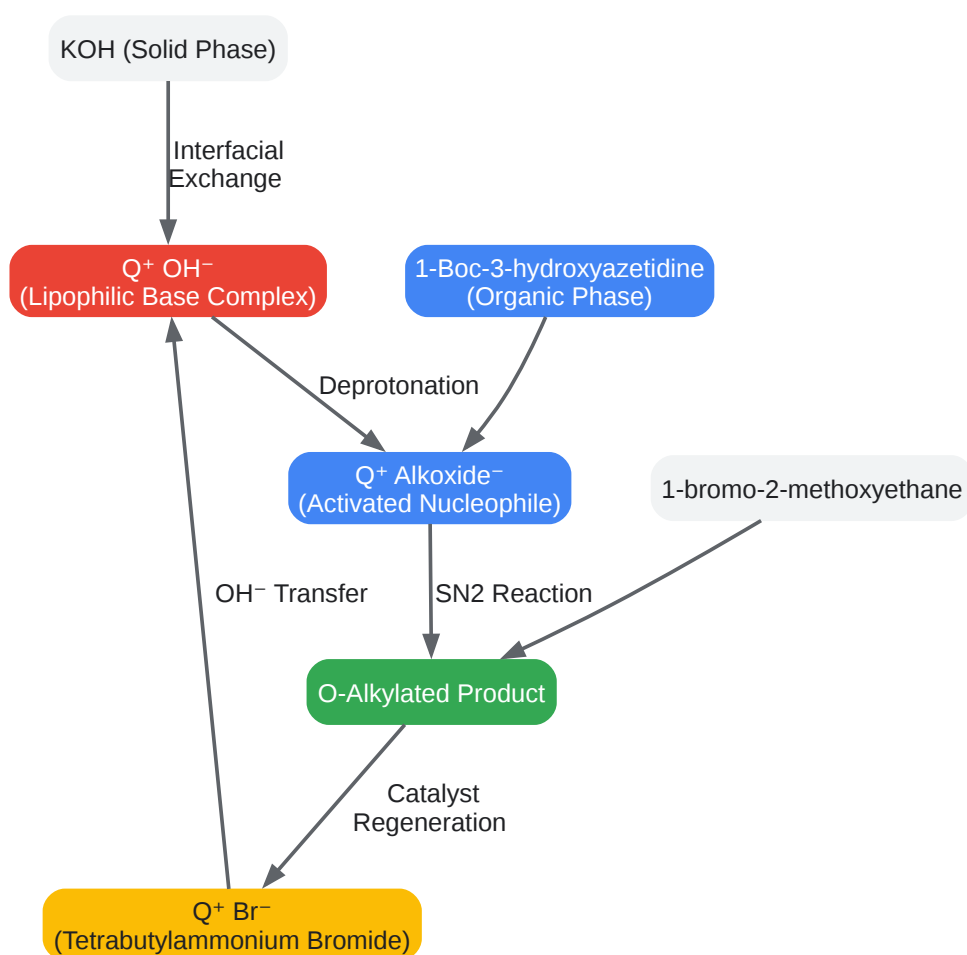 KOH (Solid Phase)
Interfacial
Exchange
Q⁺ OH⁻
(Lipophilic Base Complex)
1-Boc-3-hydroxyazetidine
(Organic Phase)
Deprotonation
Q⁺ Alkoxide⁻
(Activated Nucleophile)
1-bromo-2-methoxyethane
OH⁻ Transfer
SN2 Reaction
O-Alkylated Product
Catalyst
Regeneration
Q⁺ Br⁻
(Tetrabutylammonium Bromide)